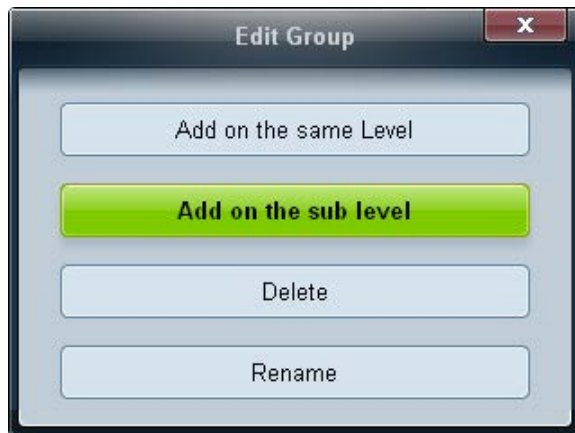 Edit Group
x
Add on the same Level
Add on the sub level
Delete
Rename